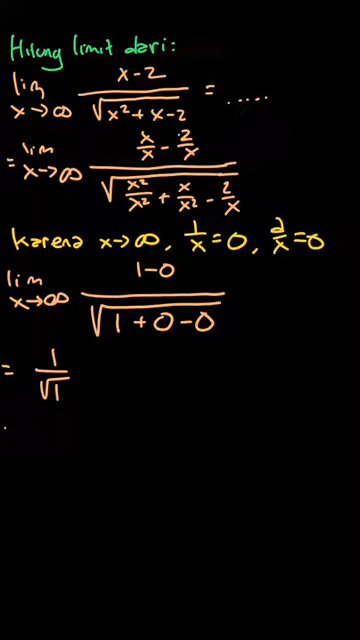 Hitung limit dari:
lim x→∞ (x - 2)/(√(x² + x - 2)) = .....
= lim x→∞ (x/x - 2/x)/(√(x²/x² + x/x² - 2/x))
karena x→∞, 1/x = 0, 2/x = 0
lim x→∞ (1 - 0)/(√(1 + 0 - 0))
= 1/√1